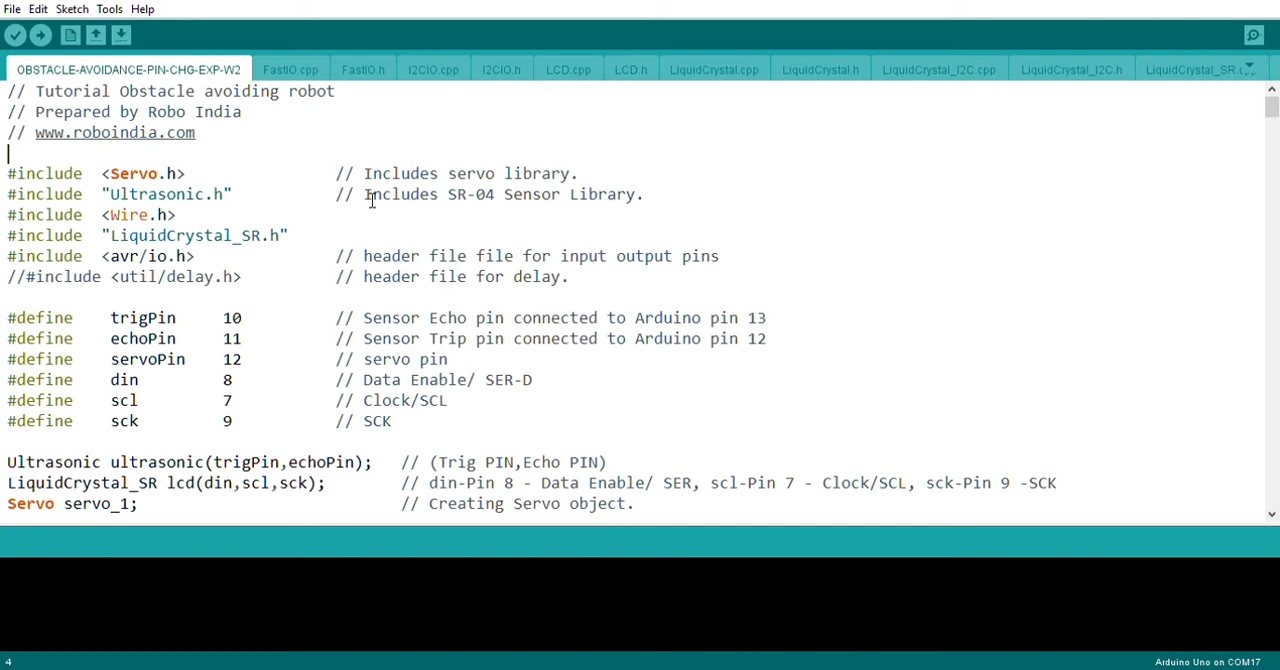 File Edit Sketch Tools Help
OBSTACLE-AVOIDANCE-PIN-CHG-EXP-W2 FastIO.cpp FastIO.h I2CIO.cpp I2CIO.h LCD.cpp LCD.h LiquidCrystal.cpp LiquidCrystal.h LiquidCrystal_I2C.cpp LiquidCrystal_I2C.h LiquidCrystal_SR.
// Tutorial Obstacle avoiding robot
// Prepared by Robo India
// www.roboindia.com
#include <Servo.h> // Includes servo library.
#include "Ultrasonic.h" // Includes SR-04 Sensor Library.
#include <Wire.h>
#include "LiquidCrystal_SR.h"
#include <avr/io.h> // header file file for input output pins
//#include <util/delay.h> // header file for delay.
#define trigPin 10 // Sensor Echo pin connected to Arduino pin 13
#define echoPin 11 // Sensor Trip pin connected to Arduino pin 12
#define servoPin 12 // servo pin
#define din 8 // Data Enable/ SER-D
#define scl 7 // Clock/SCL
#define sck 9 // SCK
Ultrasonic ultrasonic(trigPin,echoPin); // (Trig PIN,Echo PIN)
LiquidCrystal_SR lcd(din,scl,sck); // din-Pin 8 - Data Enable/ SER, scl-Pin 7 - Clock/SCL, sck-Pin 9 -SCK
Servo servo_1; // Creating Servo object.
4 Arduino Uno on COM17